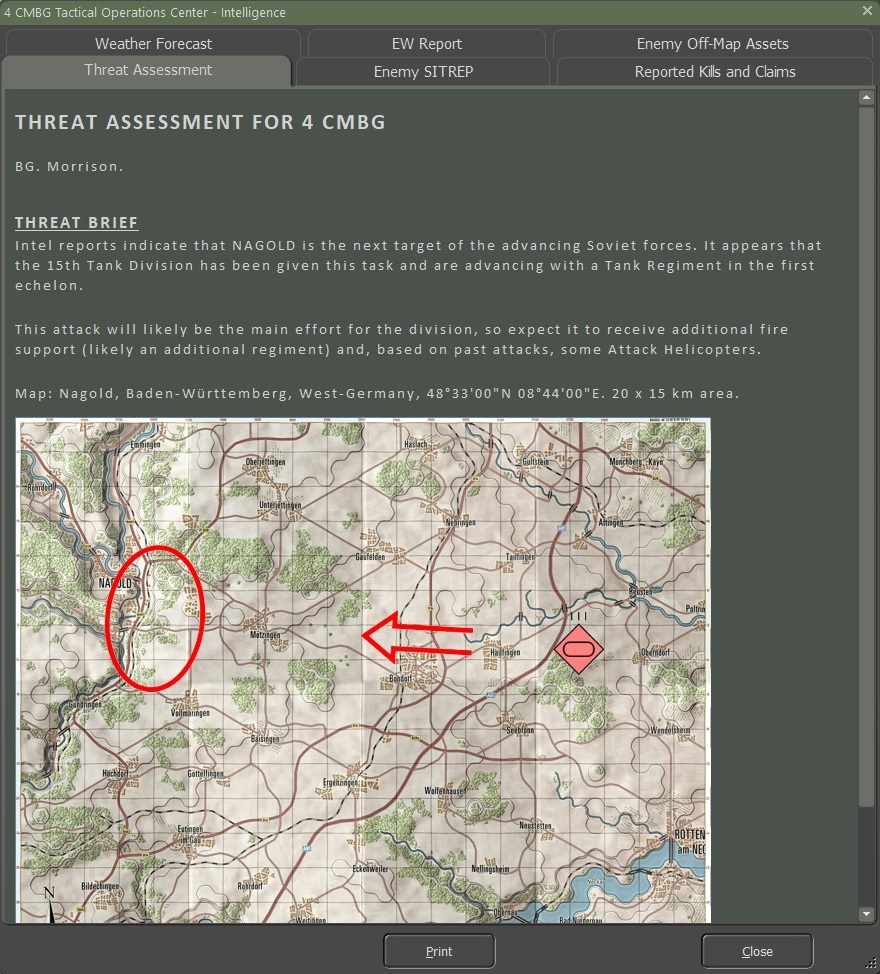 4 CMBG Tactical Operations Center - Intelligence
Weather Forecast
EW Report
Enemy Off-Map Assets
Threat Assessment
Enemy SITREP
Reported Kills and Claims
THREAT ASSESSMENT FOR 4 CMBG
BG. Morrison.
THREAT BRIEF
Intel reports indicate that NAGOLD is the next target of the advancing Soviet forces. It appears that
the 15th Tank Division has been given this task and are advancing with a Tank Regiment in the first
echelon.
This attack will likely be the main effort for the division, so expect it to receive additional fire
support (likely an additional regiment) and, based on past attacks, some Attack Helicopters.
Map: Nagold, Baden-Württemberg, West-Germany, 48°33'00"N 08°44'00"E. 20 x 15 km area.
Emmingen
Haslach
Oberjettingen
Gültstein
Mönchberg
Kayh
Rohrdorf
Unterjettingen
Nebringen
Altingen
Gäufelden
Tailfingen
NAGOLD
Reusten
Poltrin
Mötzingen
Hailfingen
Oberndorf
Bondorf
Gündringen
Vollmaringen
Seebronn
Wendelsheim
Baisingen
Hochdorf
Göttelfingen
Ergenzingen
Wolfenhausen
Eutingen
im Gäu
Neustetten
ROTTEN
am NEC
Eckenweiler
Nellingsheim
Bildechingen
Rohrdorf
Neckar
N
Obernau
Bad Niedernau
Weitingen
Print
Close